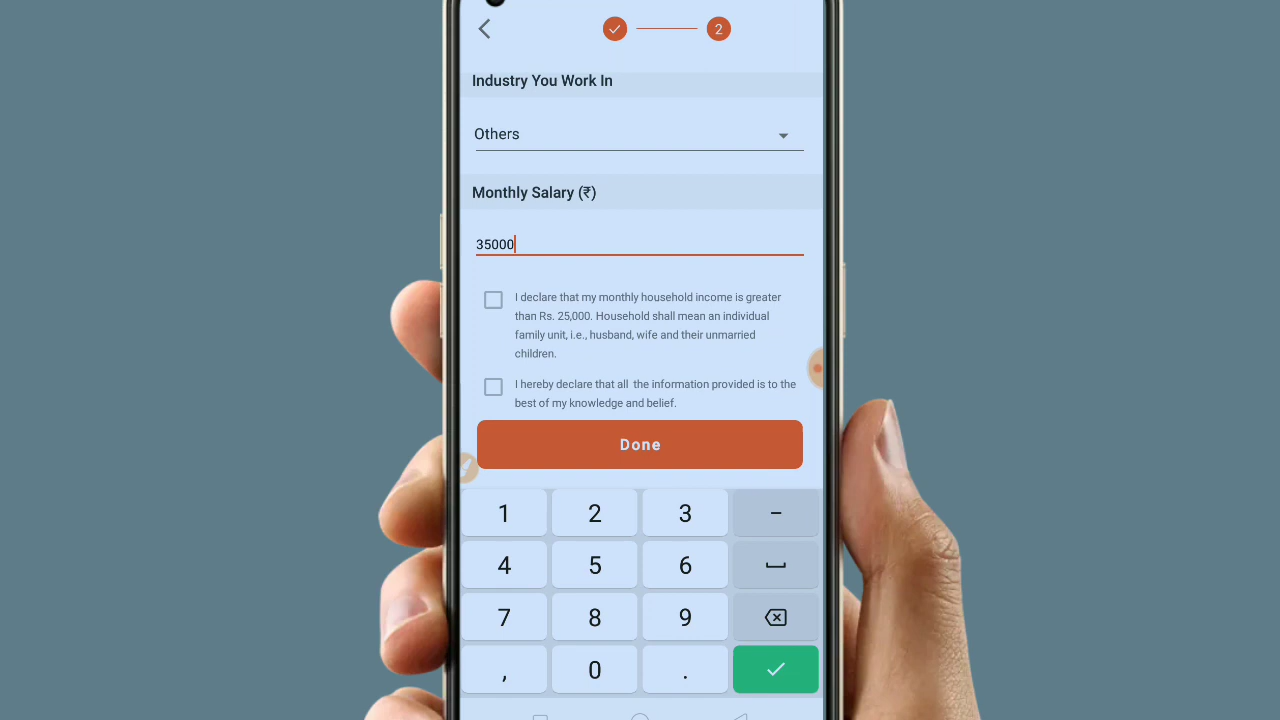 2
Industry You Work In
Others
Monthly Salary (₹)
35000
I declare that my monthly household income is greater
than Rs. 25,000. Household shall mean an individual
family unit, i.e., husband, wife and their unmarried
children.
I hereby declare that all the information provided is to the
best of my knowledge and belief.
Done
1 2 3 –
4 5 6
7 8 9
, 0 .